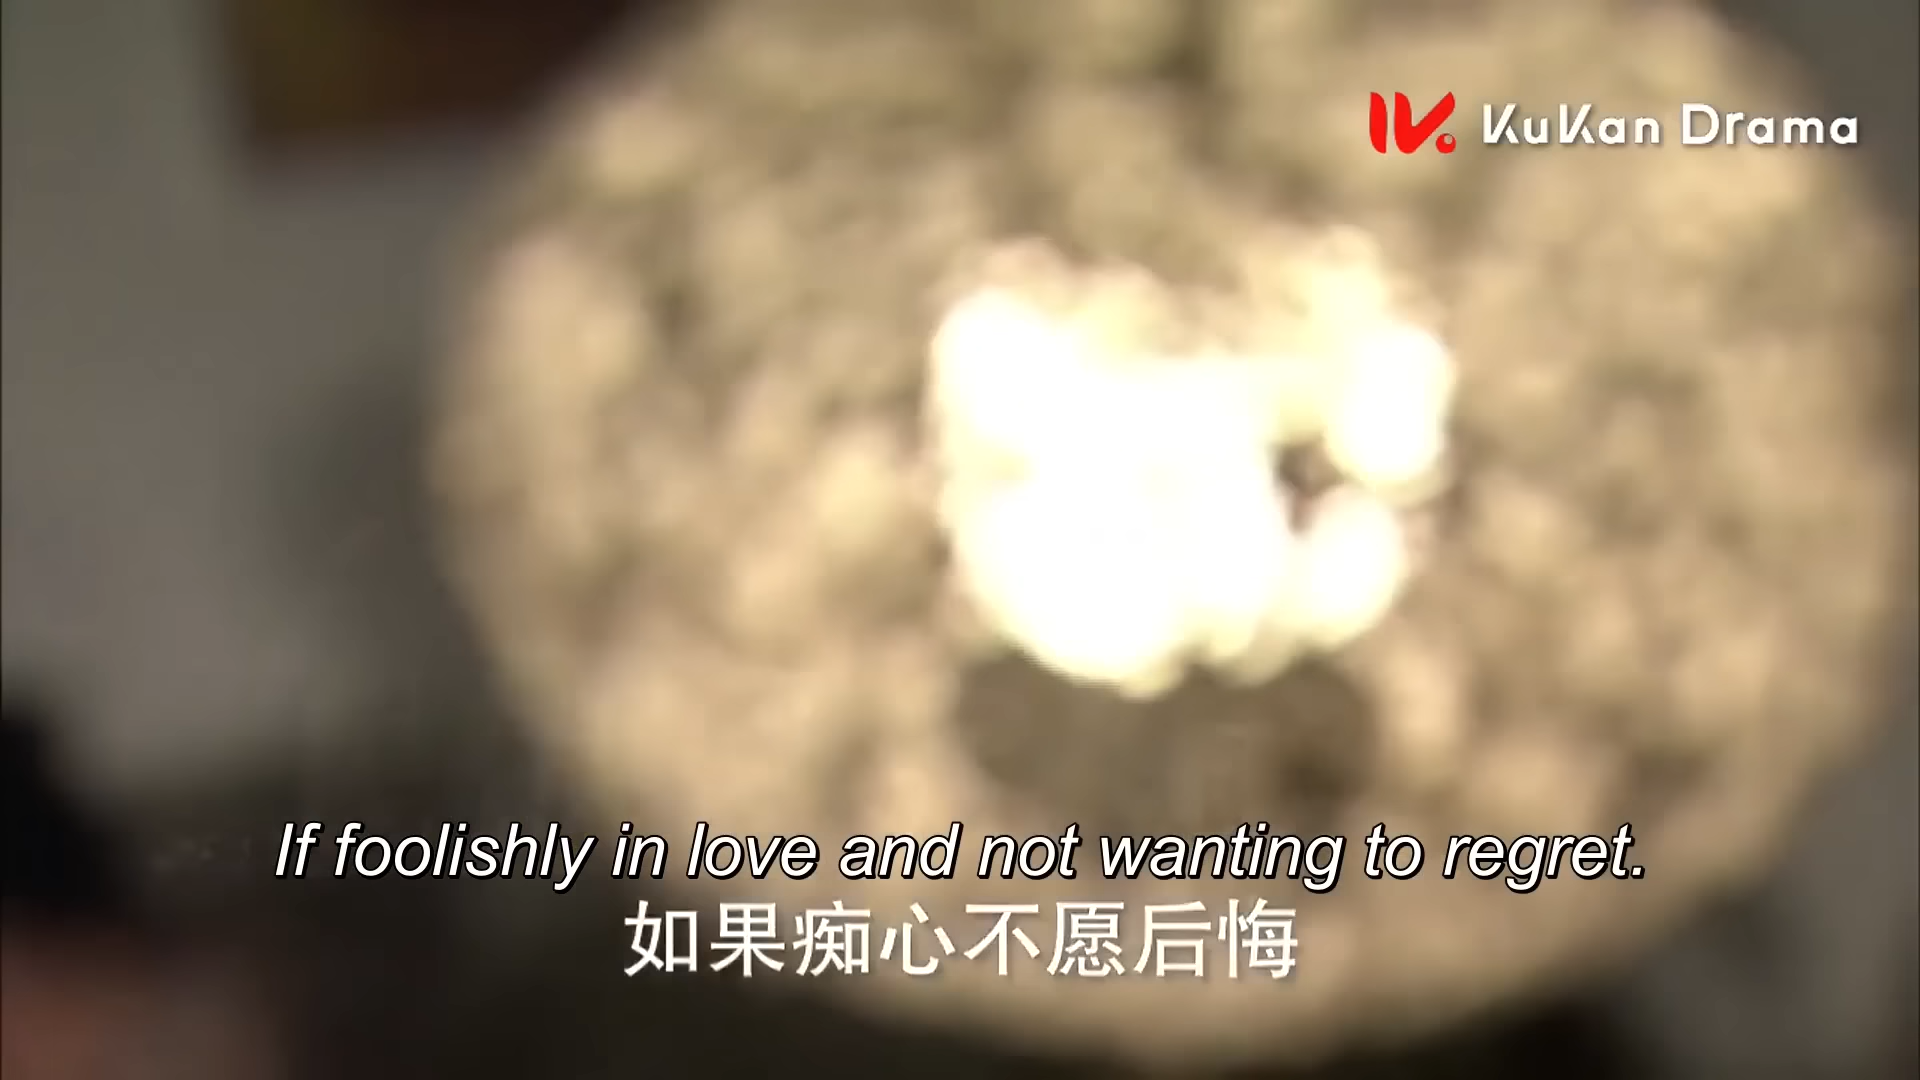 KuKan Drama
If foolishly in love and not wanting to regret.
如果痴心不愿后悔